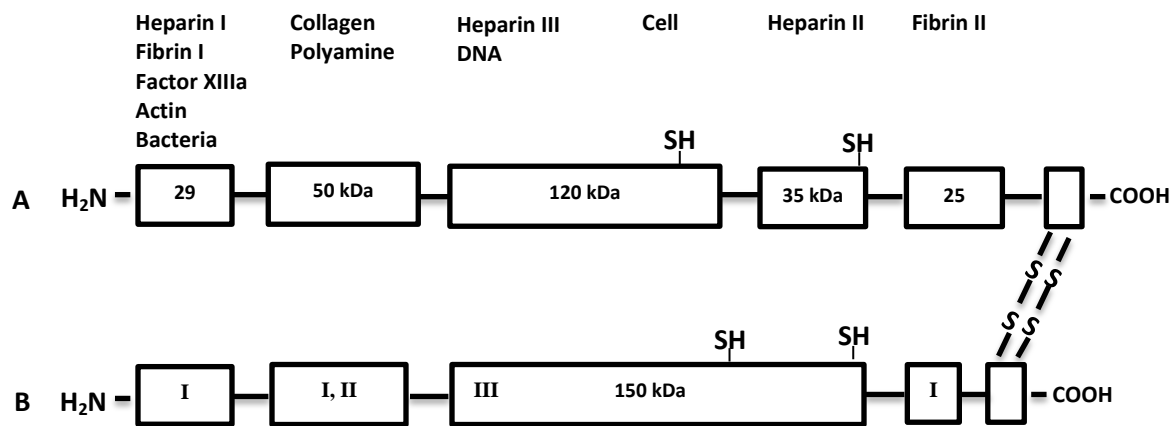 Heparin I
Fibrin I
Factor XIIIa
Actin
Bacteria
Collagen
Polyamine
Heparin III
DNA
Cell
Heparin II
Fibrin II
SH
SH
A
H₂N
29
50 kDa
120 kDa
35 kDa
25
COOH
S
S
S
S
SH
SH
B
H₂N
I
I, II
III
150 kDa
I
COOH